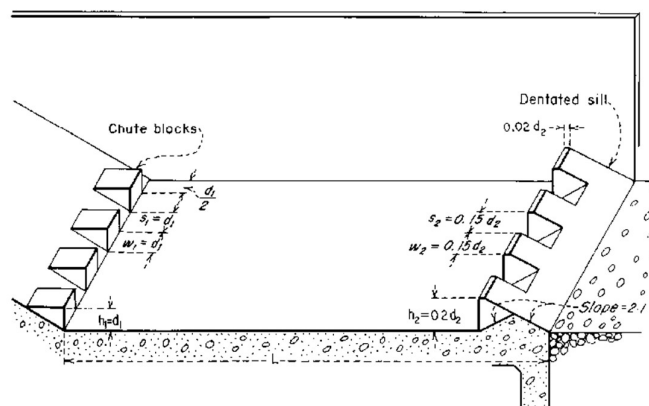 Dentated sill
0.02 d₂
Chute blocks
d₁/2
s₁ = d₁
w₁ = d₁
h₁=d₁
s₂ = 0.15 d₂
w₂ = 0.15 d₂
h₂ = 0.2 d₂
Slope = 2:1
L